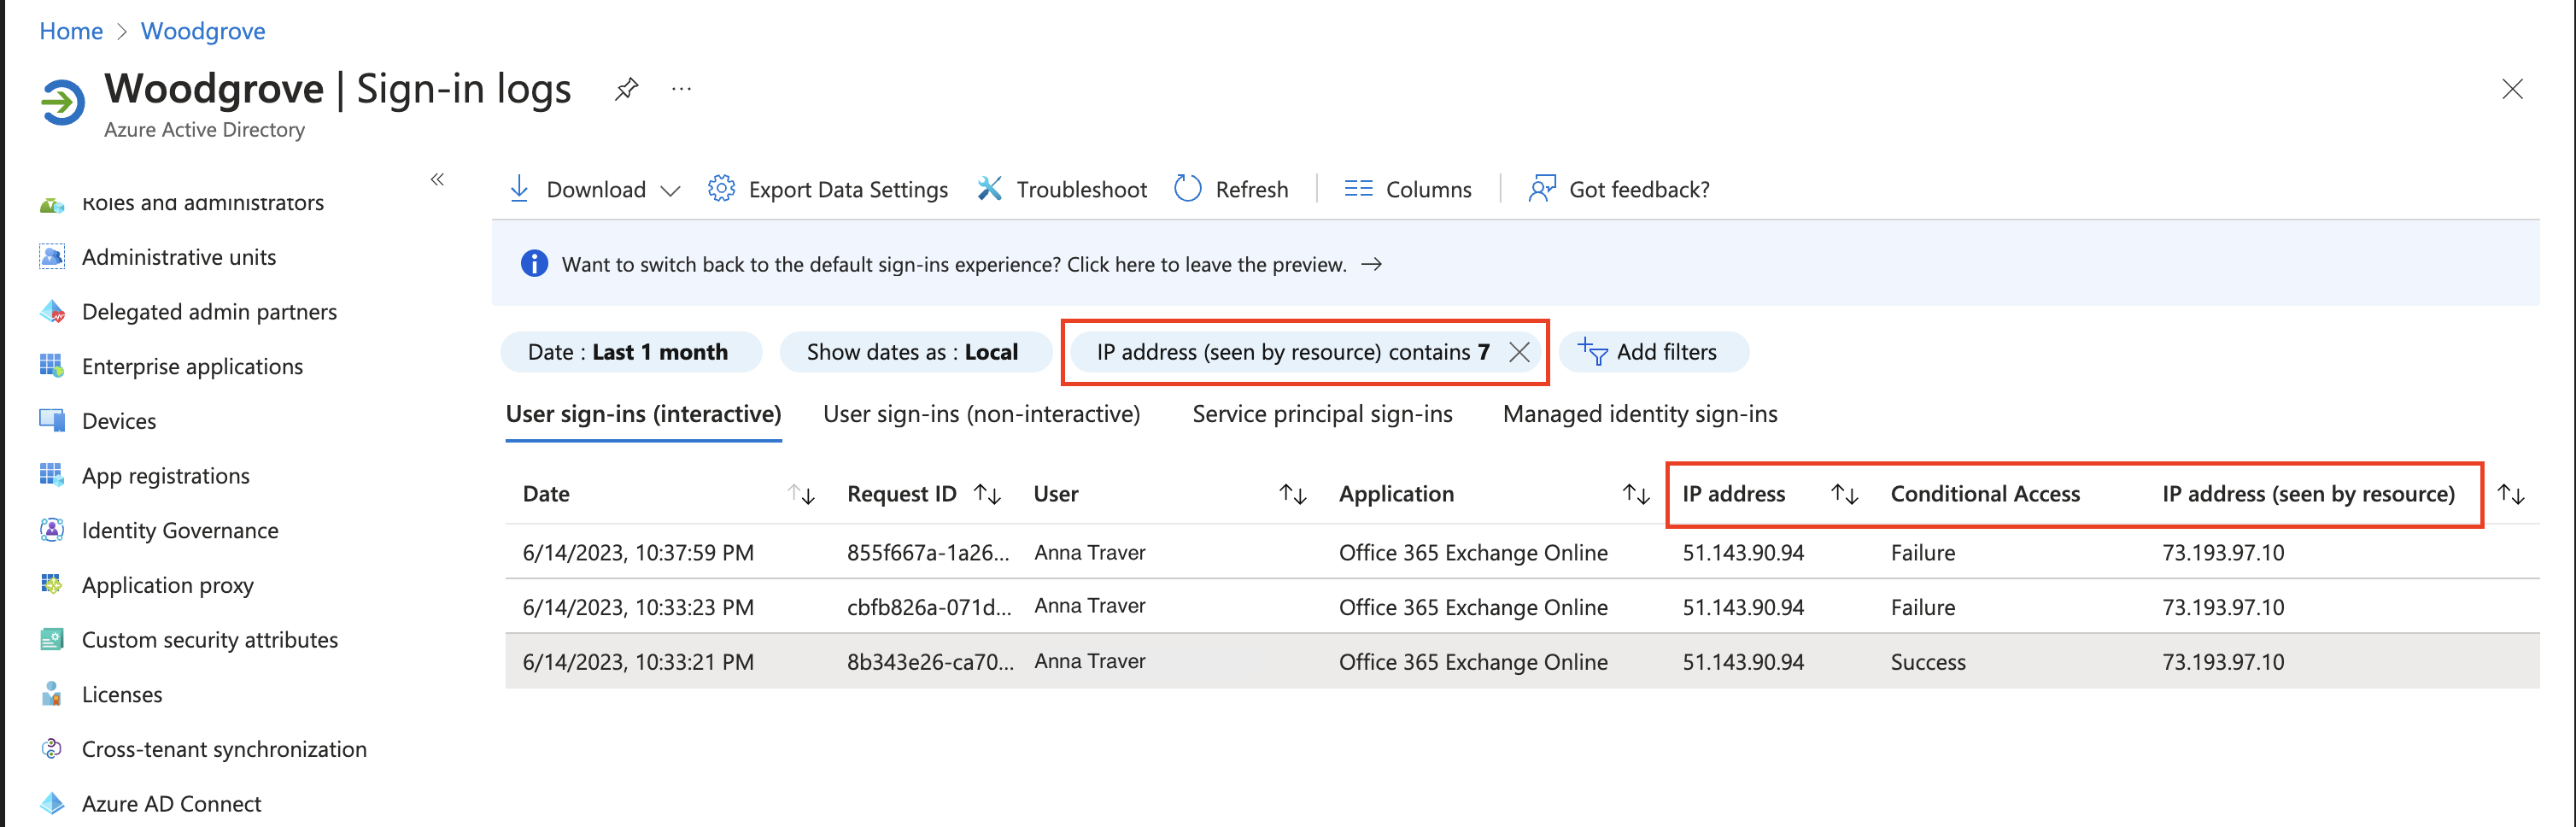 Home > Woodgrove
Woodgrove | Sign-in logs
Azure Active Directory
Roles and administrators
Administrative units
Delegated admin partners
Enterprise applications
Devices
App registrations
Identity Governance
Application proxy
Custom security attributes
Licenses
Cross-tenant synchronization
Azure AD Connect
Download Export Data Settings Troubleshoot Refresh Columns Got feedback?
Want to switch back to the default sign-ins experience? Click here to leave the preview. →
Date : Last 1 month Show dates as : Local IP address (seen by resource) contains 7 Add filters
User sign-ins (interactive) User sign-ins (non-interactive) Service principal sign-ins Managed identity sign-ins
Date Request ID User Application IP address Conditional Access IP address (seen by resource)
6/14/2023, 10:37:59 PM 855f667a-1a26... Anna Traver Office 365 Exchange Online 51.143.90.94 Failure 73.193.97.10
6/14/2023, 10:33:23 PM cbfb826a-071d... Anna Traver Office 365 Exchange Online 51.143.90.94 Failure 73.193.97.10
6/14/2023, 10:33:21 PM 8b343e26-ca70... Anna Traver Office 365 Exchange Online 51.143.90.94 Success 73.193.97.10